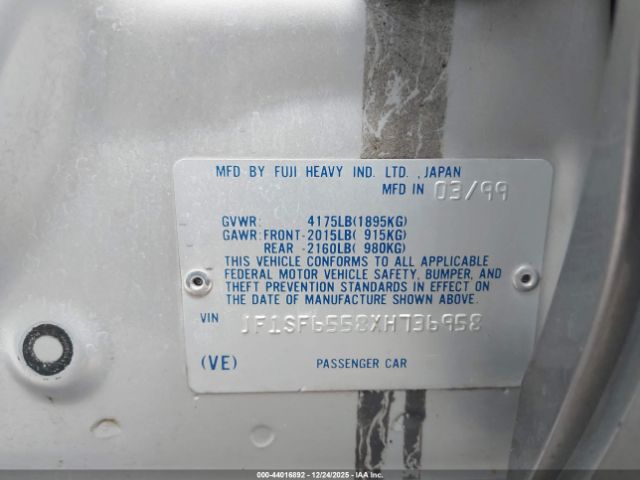 MFD BY FUJI HEAVY IND. LTD. , JAPAN
MFD IN 03/99
GVWR: 4175LB(1895KG)
GAWR:FRONT-2015LB( 915KG)
REAR -2160LB( 980KG)
THIS VEHICLE CONFORMS TO ALL APPLICABLE
FEDERAL MOTOR VEHICLE SAFETY, BUMPER, AND
THEFT PREVENTION STANDARDS IN EFFECT ON
THE DATE OF MANUFACTURE SHOWN ABOVE.
VIN JF1SF6558XH736958
(VE) PASSENGER CAR
000-44016892 - 12/24/2025 - IAAI.COM